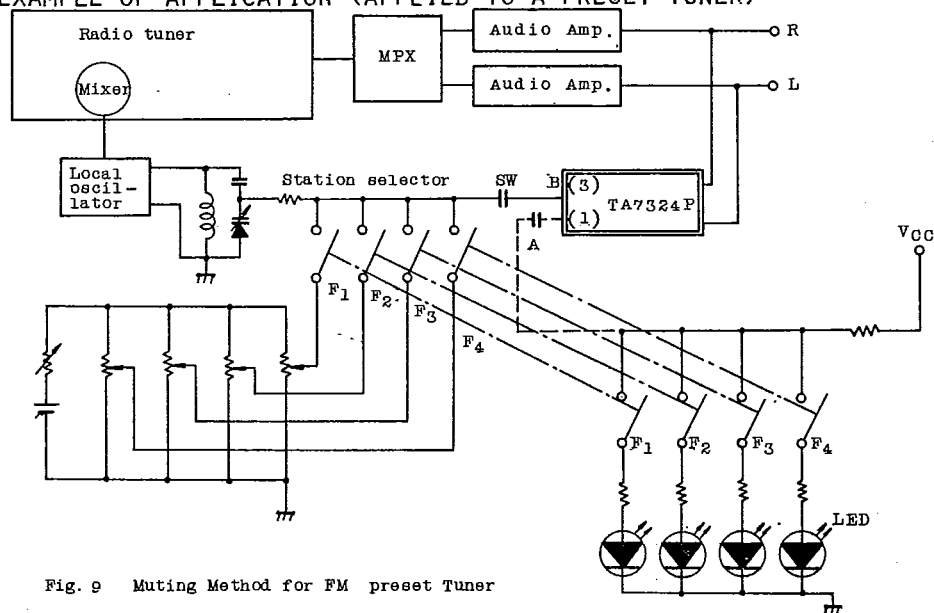 EXAMPLE OF APPLICATION (APPLIED TO A PRESET TUNER)
Radio tuner
Mixer
MPX
Audio Amp.
Audio Amp.
R
L
Local
oscil-
lator
Station selector
SW
B
(3)
(1)
TA7324P
A
VCC
F1
F2
F3
F4
F1
F2
F3
F4
LED
Fig. 9 Muting Method for FM preset Tuner